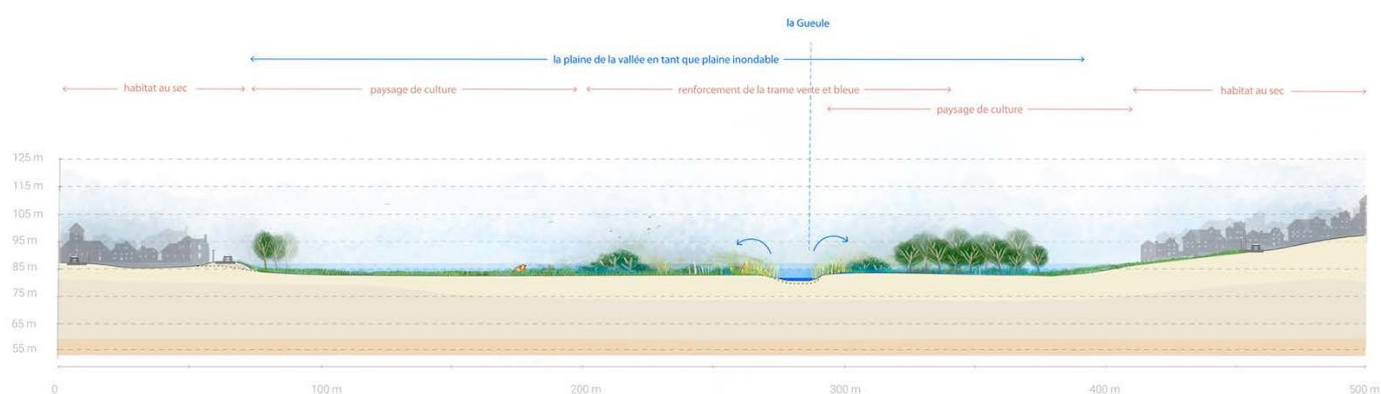 la Gueule
la plaine de la vallée en tant que plaine inondable
habitat au sec
paysage de culture
renforcement de la trame verte et bleue
habitat au sec
paysage de culture
125 m
115 m
105 m
95 m
85 m
75 m
65 m
55 m
0
100 m
200 m
300 m
400 m
500 m